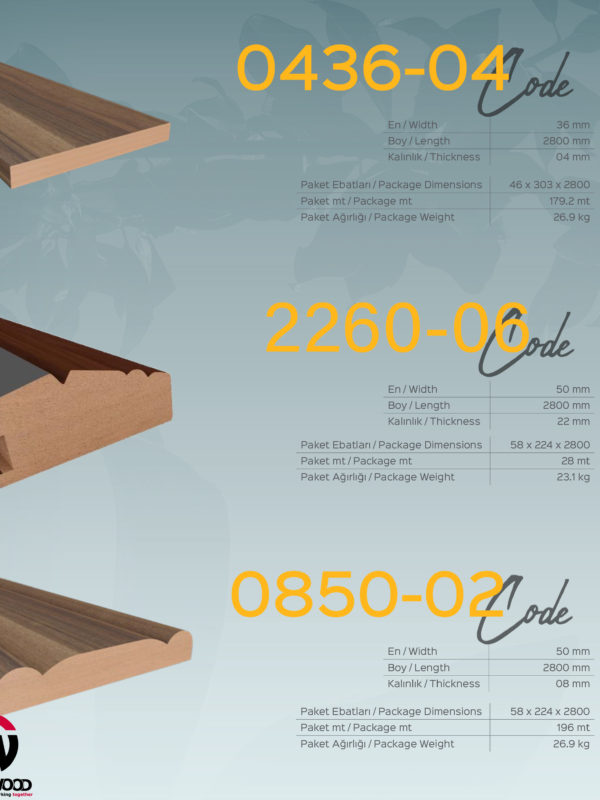 0436-04
Code
En / Width 36 mm
Boy / Length 2800 mm
Kalınlık / Thickness 04 mm
Paket Ebatları / Package Dimensions 46 x 303 x 2800
Paket mt / Package mt 179.2 mt
Paket Ağırlığı / Package Weight 26.9 kg
2260-06
Code
En / Width 50 mm
Boy / Length 2800 mm
Kalınlık / Thickness 22 mm
Paket Ebatları / Package Dimensions 58 x 224 x 2800
Paket mt / Package mt 28 mt
Paket Ağırlığı / Package Weight 23.1 kg
0850-02
Code
En / Width 50 mm
Boy / Length 2800 mm
Kalınlık / Thickness 08 mm
Paket Ebatları / Package Dimensions 58 x 224 x 2800
Paket mt / Package mt 196 mt
Paket Ağırlığı / Package Weight 26.9 kg
WOOD
rking together